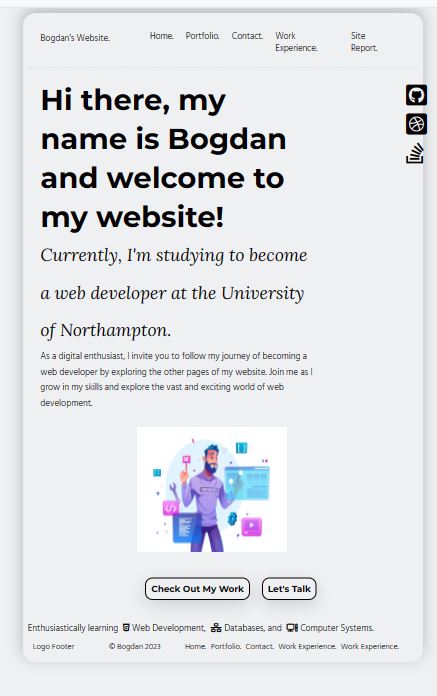 Bogdan's Website.
Home. Portfolio. Contact. Work Experience. Site Report.
Hi there, my
name is Bogdan
and welcome to
my website!
Currently, I'm studying to become
a web developer at the University
of Northampton.
As a digital enthusiast, I invite you to follow my journey of becoming a
web developer by exploring the other pages of my website. Join me as I
grow in my skills and explore the vast and exciting world of web
development.
Check Out My Work Let's Talk
Enthusiastically learning Web Development, Databases, and Computer Systems.
Logo Footer © Bogdan 2023 Home. Portfolio. Contact. Work Experience. Work Experience.